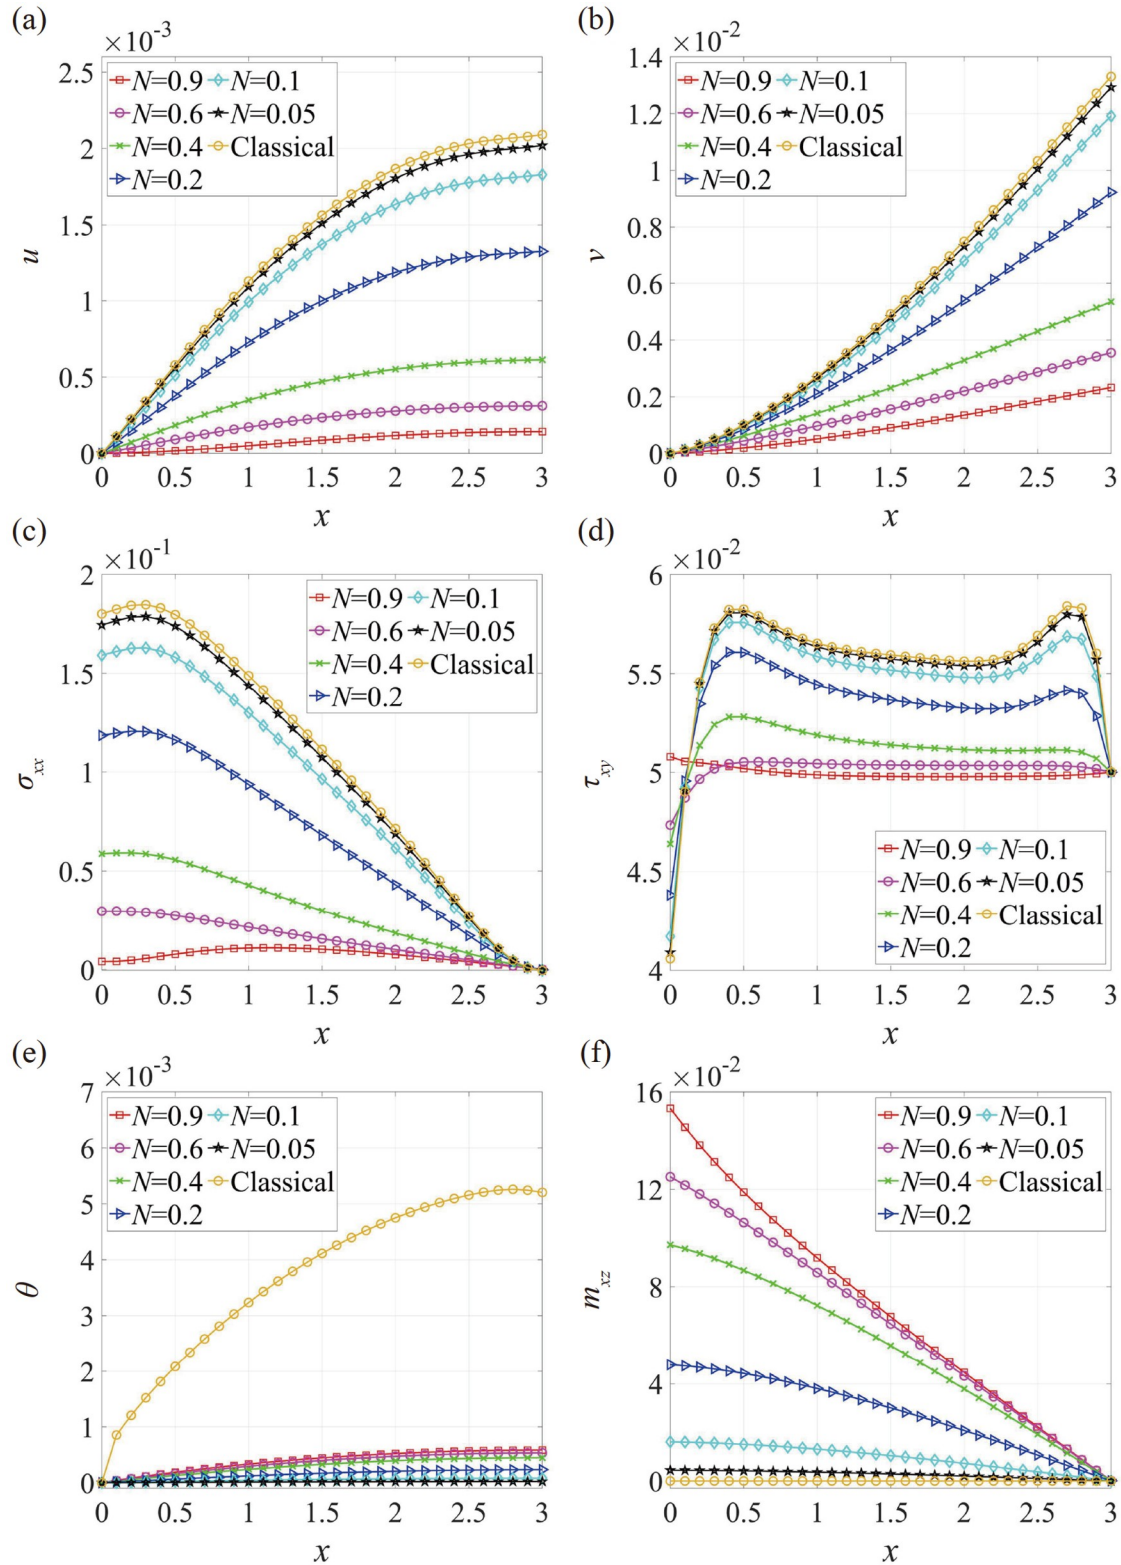 (a)
×10⁻³
2.5
2
1.5
1
0.5
0
u
N=0.9 N=0.1
N=0.6 N=0.05
N=0.4 Classical
N=0.2
0 0.5 1 1.5 2 2.5 3
x
(b)
×10⁻²
1.4
1.2
1
0.8
0.6
0.4
0.2
0
v
N=0.9 N=0.1
N=0.6 N=0.05
N=0.4 Classical
N=0.2
0 0.5 1 1.5 2 2.5 3
x
(c)
×10⁻¹
2
1.5
1
0.5
0
σxx
N=0.9 N=0.1
N=0.6 N=0.05
N=0.4 Classical
N=0.2
0 0.5 1 1.5 2 2.5 3
x
(d)
×10⁻²
6
5.5
5
4.5
4
τxy
N=0.9 N=0.1
N=0.6 N=0.05
N=0.4 Classical
N=0.2
0 0.5 1 1.5 2 2.5 3
x
(e)
×10⁻³
7
6
5
4
3
2
1
0
θ
N=0.9 N=0.1
N=0.6 N=0.05
N=0.4 Classical
N=0.2
0 0.5 1 1.5 2 2.5 3
x
(f)
×10⁻²
16
12
8
4
0
mxz
N=0.9 N=0.1
N=0.6 N=0.05
N=0.4 Classical
N=0.2
0 0.5 1 1.5 2 2.5 3
x